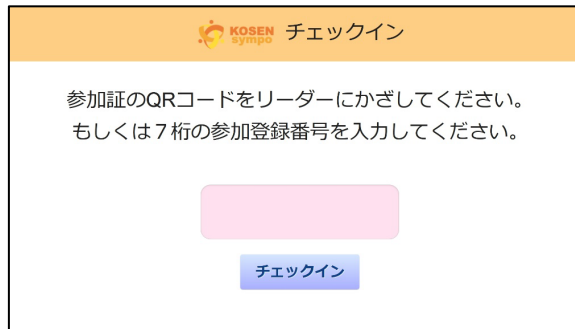 KOSEN
sympo チェックイン
参加証のQRコードをリーダーにかざしてください。
もしくは７桁の参加登録番号を入力してください。
チェックイン